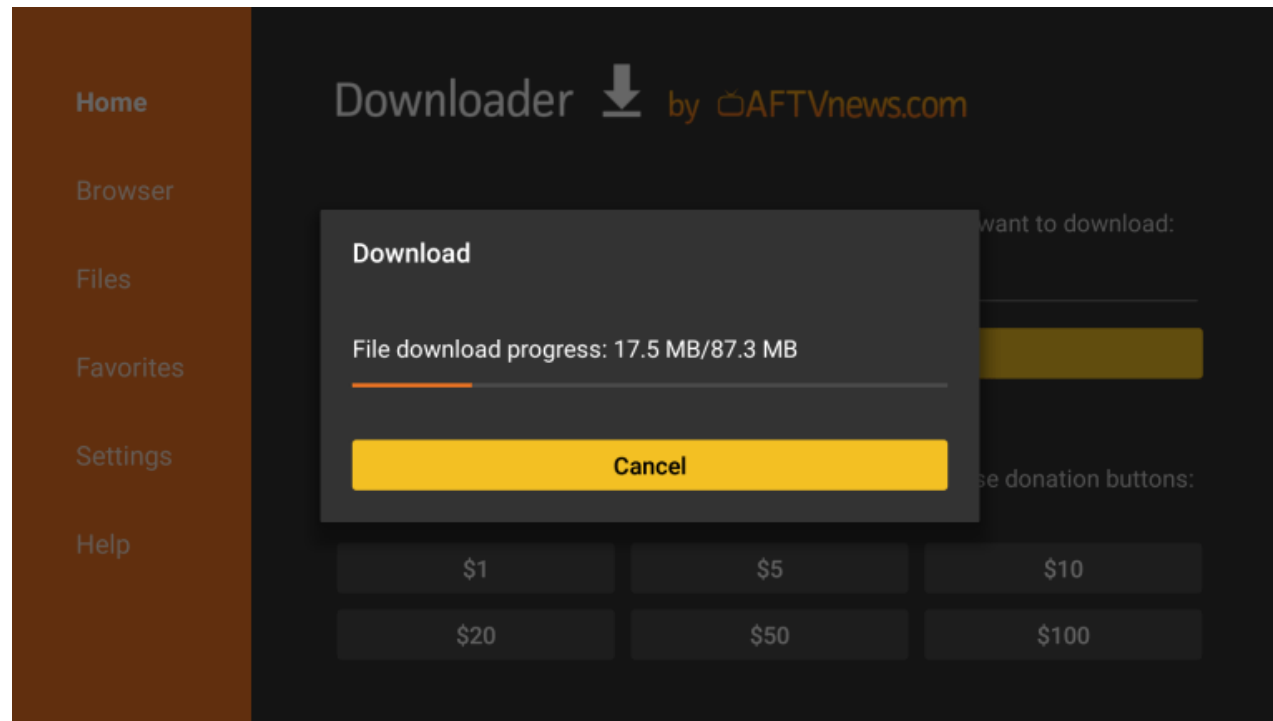 Home
Browser
Files
Favorites
Settings
Help
Downloader by AFTVnews.com
want to download:
Download
File download progress: 17.5 MB/87.3 MB
Cancel
donation buttons:
$1 $5 $10
$20 $50 $100